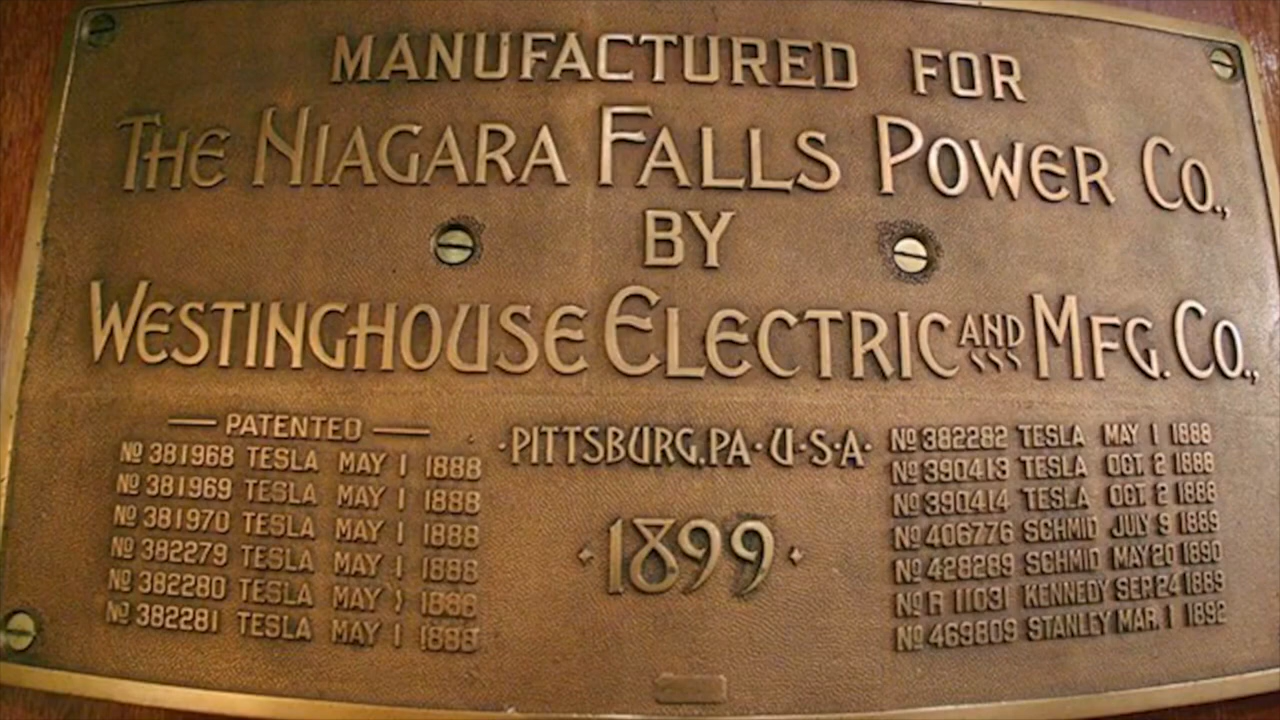 MANUFACTURED FOR
THE NIAGARA FALLS POWER CO.,
BY
WESTINGHOUSE ELECTRIC AND MFG. CO.,
PATENTED
No 381968 TESLA MAY 1 1888
No 381969 TESLA MAY 1 1888
No 381970 TESLA MAY 1 1888
No 382279 TESLA MAY 1 1888
No 382280 TESLA MAY 1 1888
No 382281 TESLA MAY 1 1888
·PITTSBURG, PA·U·S·A·
·1899·
No 382282 TESLA MAY 1 1888
No 390413 TESLA OCT. 2 1888
No 390414 TESLA OCT. 2 1888
No 406776 SCHMID JULY 9 1889
No 428289 SCHMID MAY 20 1890
No R 11031 KENNEDY SEP. 24 1889
No 469809 STANLEY MAR. 1 1892